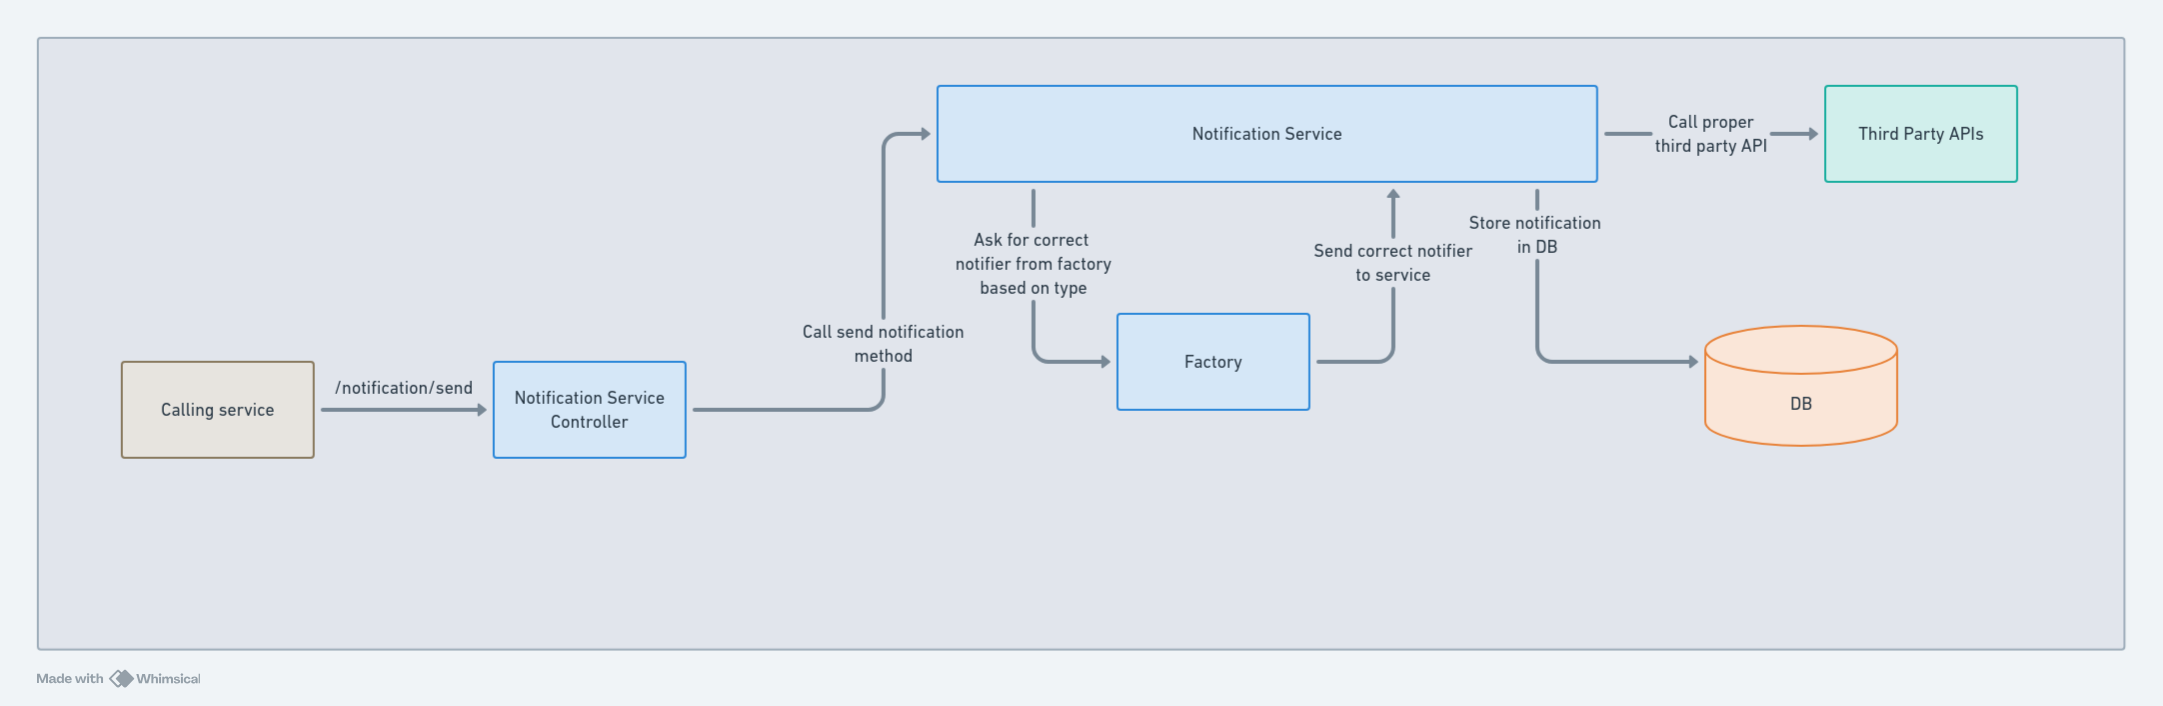 Notification Service
Call proper
third party API
Third Party APIs
Ask for correct
notifier from factory
based on type
Send correct notifier
to service
Store notification
in DB
Call send notification
method
Factory
Calling service
/notification/send
Notification Service
Controller
DB
Made with Whimsical